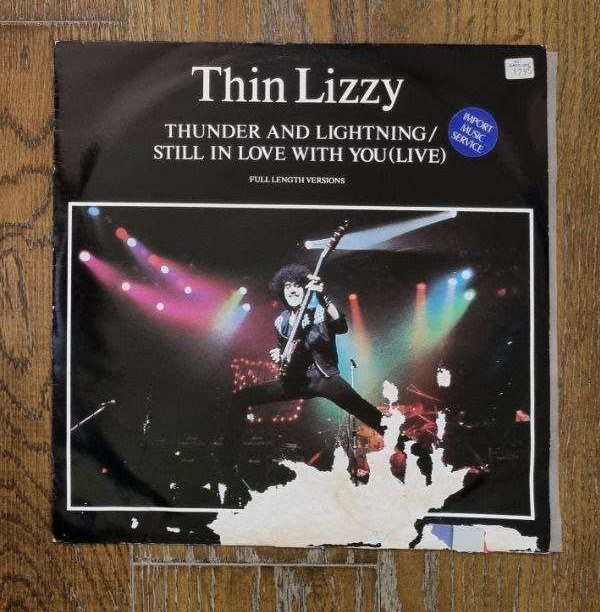 Thin Lizzy
THUNDER AND LIGHTNING/
STILL IN LOVE WITH YOU(LIVE)
FULL LENGTH VERSIONS
IMPORT
MUSIC
SERVICE